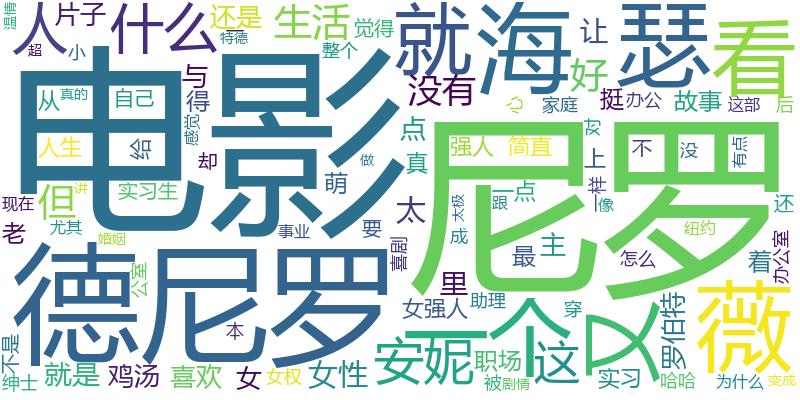 温情
片子
什么
还是
生活
觉得
就
海
让
瑟
看
人
超
小
特德
整个
与
没有
好
得
从
真的
自己
电影
感觉
点
家庭
挺
办公
故事
这部
后
对
人生
给
却
真
强人
简直
上
不
没
有点
实习生
萌
做
尼罗
一样
但
讲
一点
现在
尤其
老
婚姻
事业
要
太
太极
跟
像
还
纽约
成
最
主
怎么
着
办公室
德尼罗
喜剧
里
公室
本
女强人
助理
一个
穿
又
罗伯特
薇
不是
绅士
就是
鸡汤
喜欢
女
女权
女性
安妮
职场
这
被
剧情
实习
哈哈
为什么
变成